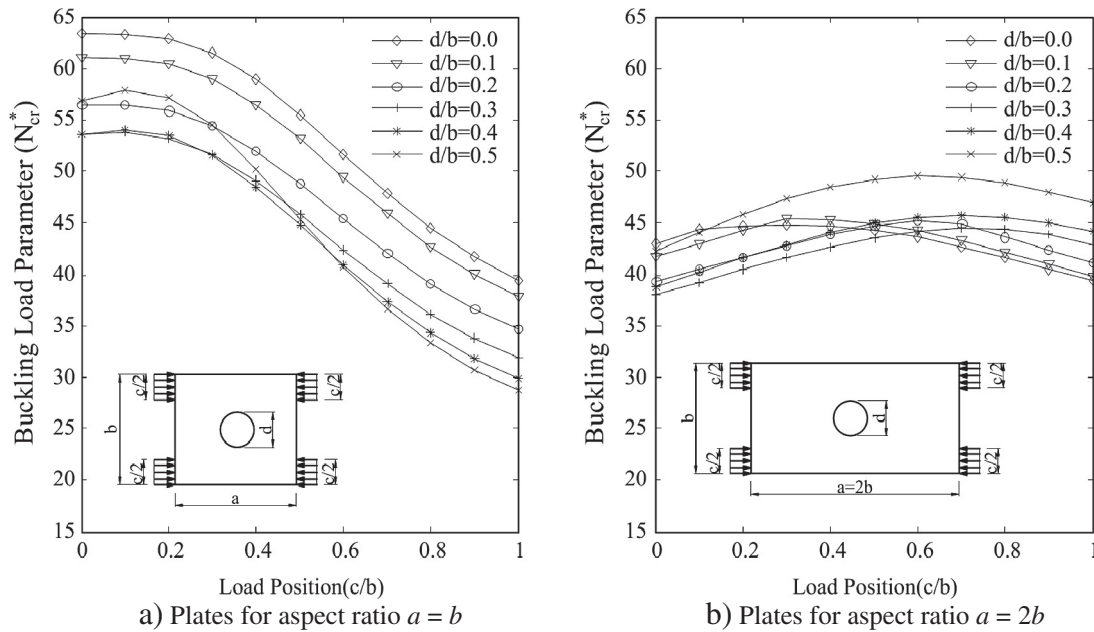 Buckling Load Parameter (N*cr)
65
60
55
50
45
40
35
30
25
20
15
0
0.2
0.4
0.6
0.8
1
Load Position(c/b)
d/b=0.0
d/b=0.1
d/b=0.2
d/b=0.3
d/b=0.4
d/b=0.5
c/2
c/2
b
d
c/2
c/2
a
a) Plates for aspect ratio a = b
Buckling Load Parameter (N*cr)
65
60
55
50
45
40
35
30
25
20
15
0
0.2
0.4
0.6
0.8
1
Load Position(c/b)
d/b=0.0
d/b=0.1
d/b=0.2
d/b=0.3
d/b=0.4
d/b=0.5
c/2
c/2
b
d
c/2
c/2
a=2b
b) Plates for aspect ratio a = 2b